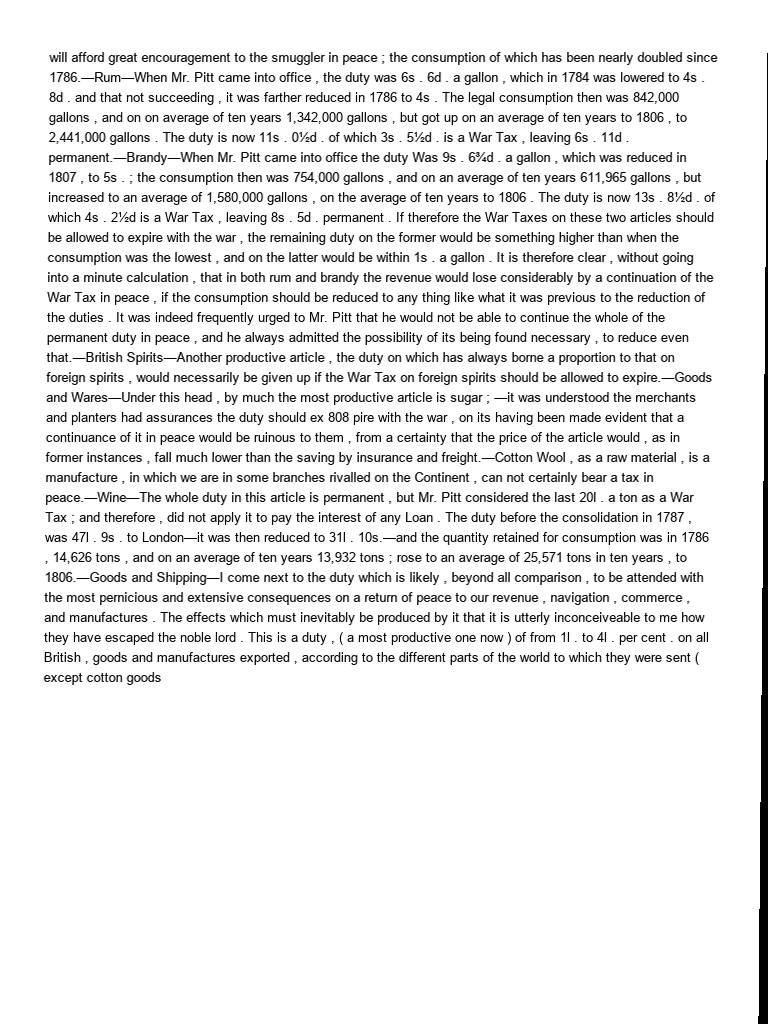 will afford great encouragement to the smuggler in peace ; the consumption of which has been nearly doubled since
1786.—Rum—When Mr. Pitt came into office , the duty was 6s . 6d . a gallon , which in 1784 was lowered to 4s .
8d . and that not succeeding , it was farther reduced in 1786 to 4s . The legal consumption then was 842,000
gallons , and on on average of ten years 1,342,000 gallons , but got up on an average of ten years to 1806 , to
2,441,000 gallons . The duty is now 11s . 0½d . of which 3s . 5½d . is a War Tax , leaving 6s . 11d .
permanent.—Brandy—When Mr. Pitt came into office the duty Was 9s . 6¾d . a gallon , which was reduced in
1807 , to 5s . ; the consumption then was 754,000 gallons , and on an average of ten years 611,965 gallons , but
increased to an average of 1,580,000 gallons , on the average of ten years to 1806 . The duty is now 13s . 8½d . of
which 4s . 2½d is a War Tax , leaving 8s . 5d . permanent . If therefore the War Taxes on these two articles should
be allowed to expire with the war , the remaining duty on the former would be something higher than when the
consumption was the lowest , and on the latter would be within 1s . a gallon . It is therefore clear , without going
into a minute calculation , that in both rum and brandy the revenue would lose considerably by a continuation of the
War Tax in peace , if the consumption should be reduced to any thing like what it was previous to the reduction of
the duties . It was indeed frequently urged to Mr. Pitt that he would not be able to continue the whole of the
permanent duty in peace , and he always admitted the possibility of its being found necessary , to reduce even
that.—British Spirits—Another productive article , the duty on which has always borne a proportion to that on
foreign spirits , would necessarily be given up if the War Tax on foreign spirits should be allowed to expire.—Goods
and Wares—Under this head , by much the most productive article is sugar ; —it was understood the merchants
and planters had assurances the duty should ex 808 pire with the war , on its having been made evident that a
continuance of it in peace would be ruinous to them , from a certainty that the price of the article would , as in
former instances , fall much lower than the saving by insurance and freight.—Cotton Wool , as a raw material , is a
manufacture , in which we are in some branches rivalled on the Continent , can not certainly bear a tax in
peace.—Wine—The whole duty in this article is permanent , but Mr. Pitt considered the last 20l . a ton as a War
Tax ; and therefore , did not apply it to pay the interest of any Loan . The duty before the consolidation in 1787 ,
was 47l . 9s . to London—it was then reduced to 31l . 10s.—and the quantity retained for consumption was in 1786
, 14,626 tons , and on an average of ten years 13,932 tons ; rose to an average of 25,571 tons in ten years , to
1806.—Goods and Shipping—I come next to the duty which is likely , beyond all comparison , to be attended with
the most pernicious and extensive consequences on a return of peace to our revenue , navigation , commerce ,
and manufactures . The effects which must inevitably be produced by it that it is utterly inconceiveable to me how
they have escaped the noble lord . This is a duty , ( a most productive one now ) of from 1l . to 4l . per cent . on all
British , goods and manufactures exported , according to the different parts of the world to which they were sent (
except cotton goods